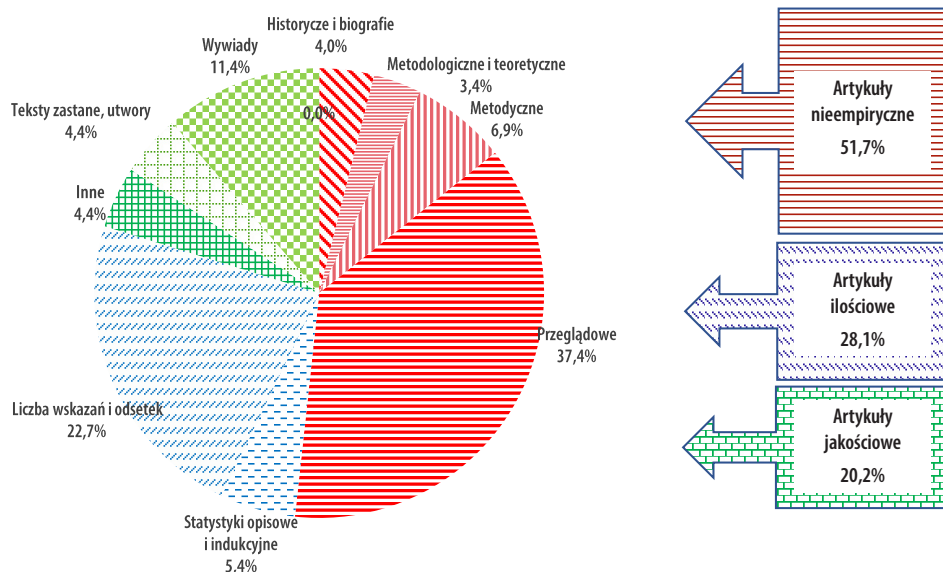 Historycze i biografie
4,0%
Metodologiczne i teoretyczne
3,4%
Metodyczne
6,9%
Przeglądowe
37,4%
Statystyki opisowe
i indukcyjne
5,4%
Liczba wskazań i odsetek
22,7%
Inne
4,4%
Teksty zastane, utwory
4,4%
Wywiady
11,4%
0,0%
Artykuły
nieempiryczne
51,7%
Artykuły
ilościowe
28,1%
Artykuły
jakościowe
20,2%